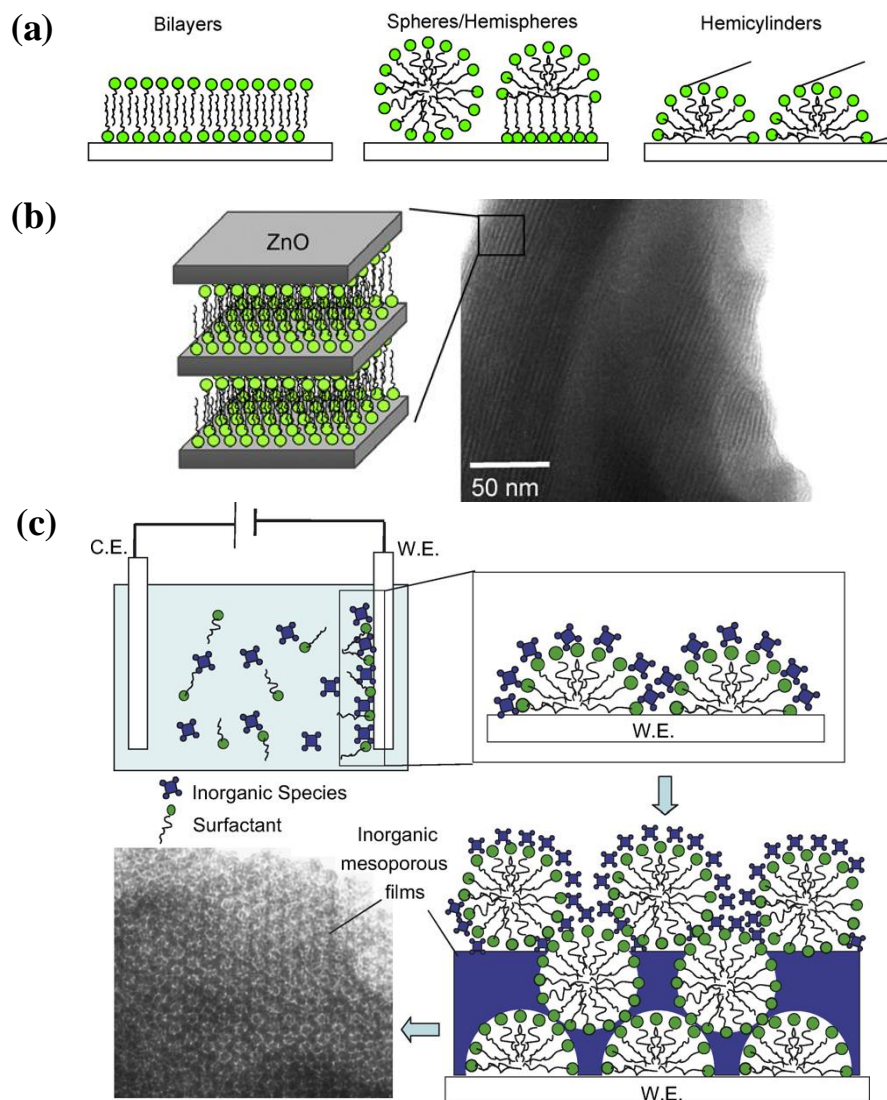 (a)
Bilayers
Spheres/Hemispheres
Hemicylinders
(b)
ZnO
50 nm
(c)
C.E.
W.E.
W.E.
Inorganic Species
Surfactant
Inorganic
mesoporous
films
W.E.